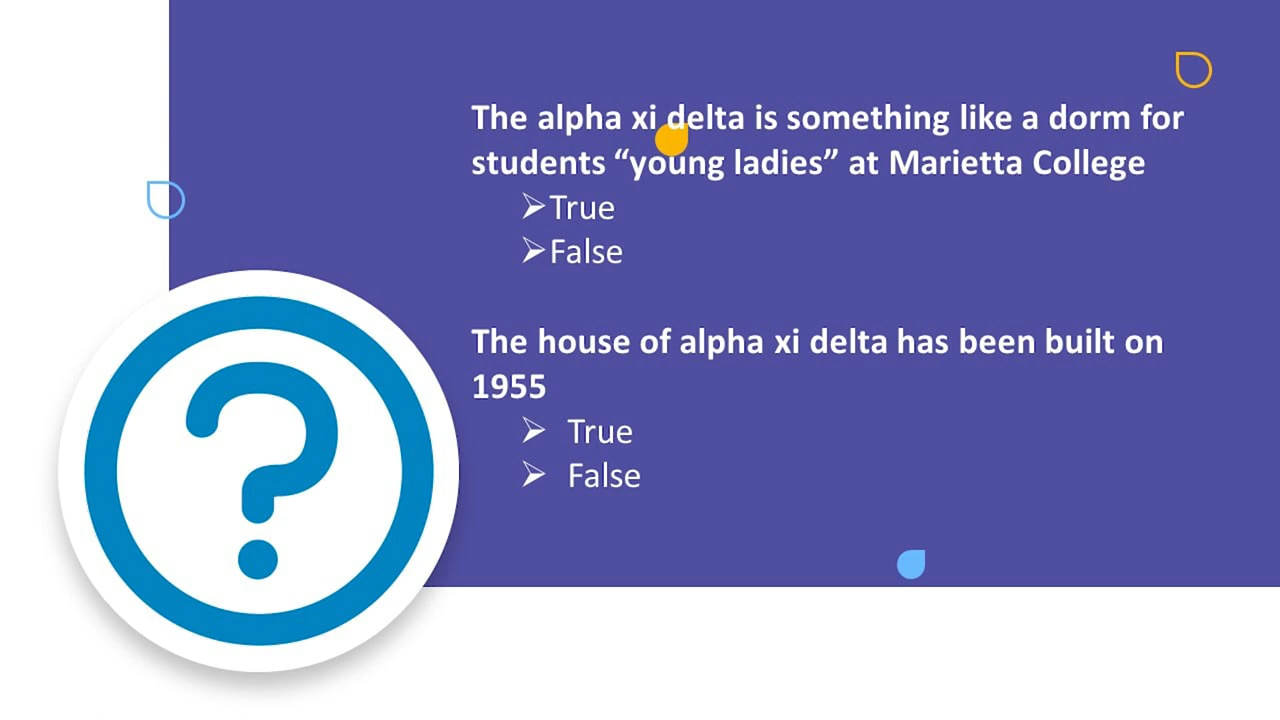 The alpha xi delta is something like a dorm for
students “young ladies” at Marietta College
➢True
➢False
The house of alpha xi delta has been built on
1955
➢ True
➢ False